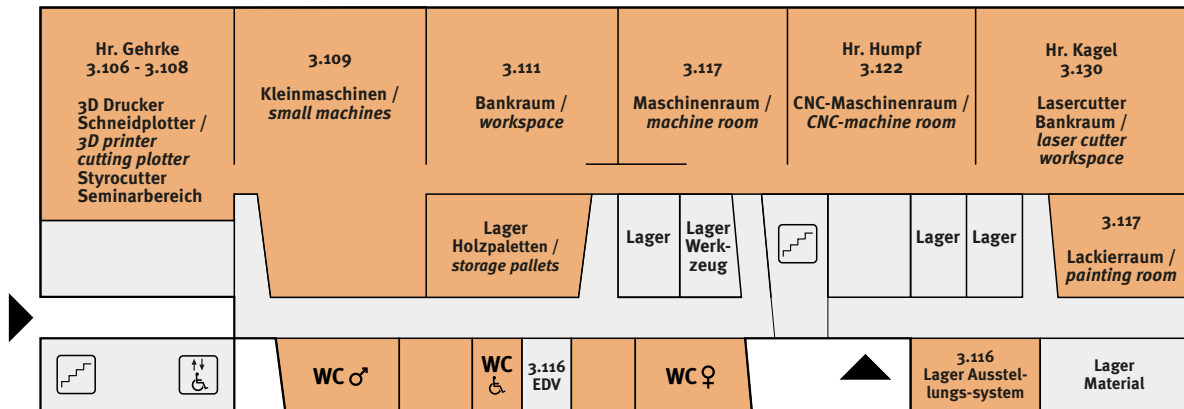 Hr. Gehrke
3.106 - 3.108
3D Drucker
Schneidplotter /
3D printer
cutting plotter
Styrocutter
Seminarbereich
3.109
Kleinmaschinen /
small machines
3.111
Bankraum /
workspace
3.117
Maschinenraum /
machine room
Hr. Humpf
3.122
CNC-Maschinenraum /
CNC-machine room
Hr. Kagel
3.130
Lasercutter
Bankraum /
laser cutter
workspace
Lager
Holzpaletten /
storage pallets
Lager
Lager
Werk-
zeug
Lager
Lager
3.117
Lackierraum /
painting room
WC ♂
WC
3.116
EDV
WC ♀
3.116
Lager Ausstel-
lungs-system
Lager
Material